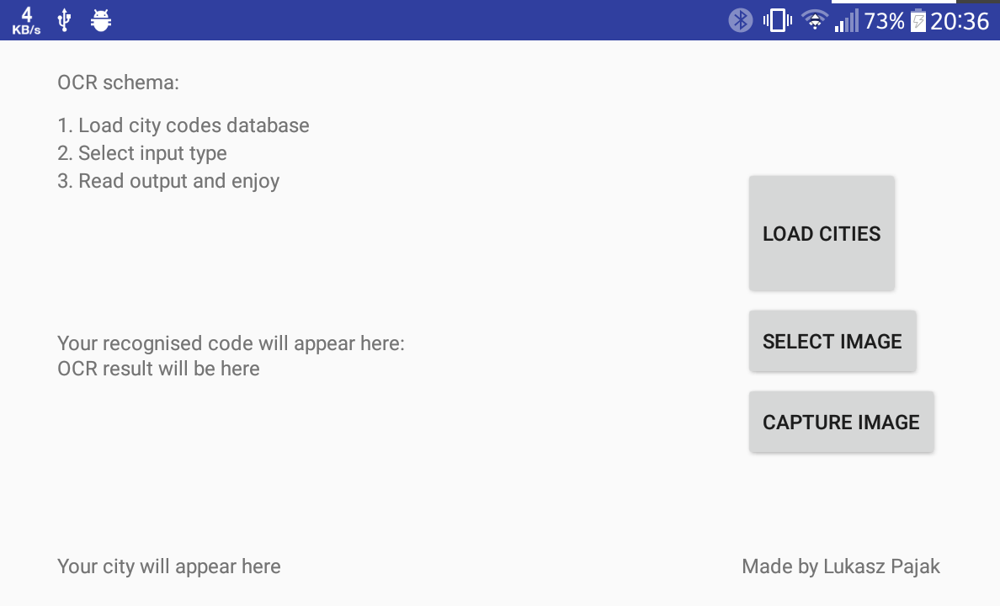 4
KB/s
73%
20:36
OCR schema:
1. Load city codes database
2. Select input type
3. Read output and enjoy
LOAD CITIES
Your recognised code will appear here:
OCR result will be here
SELECT IMAGE
CAPTURE IMAGE
Your city will appear here
Made by Lukasz Pajak